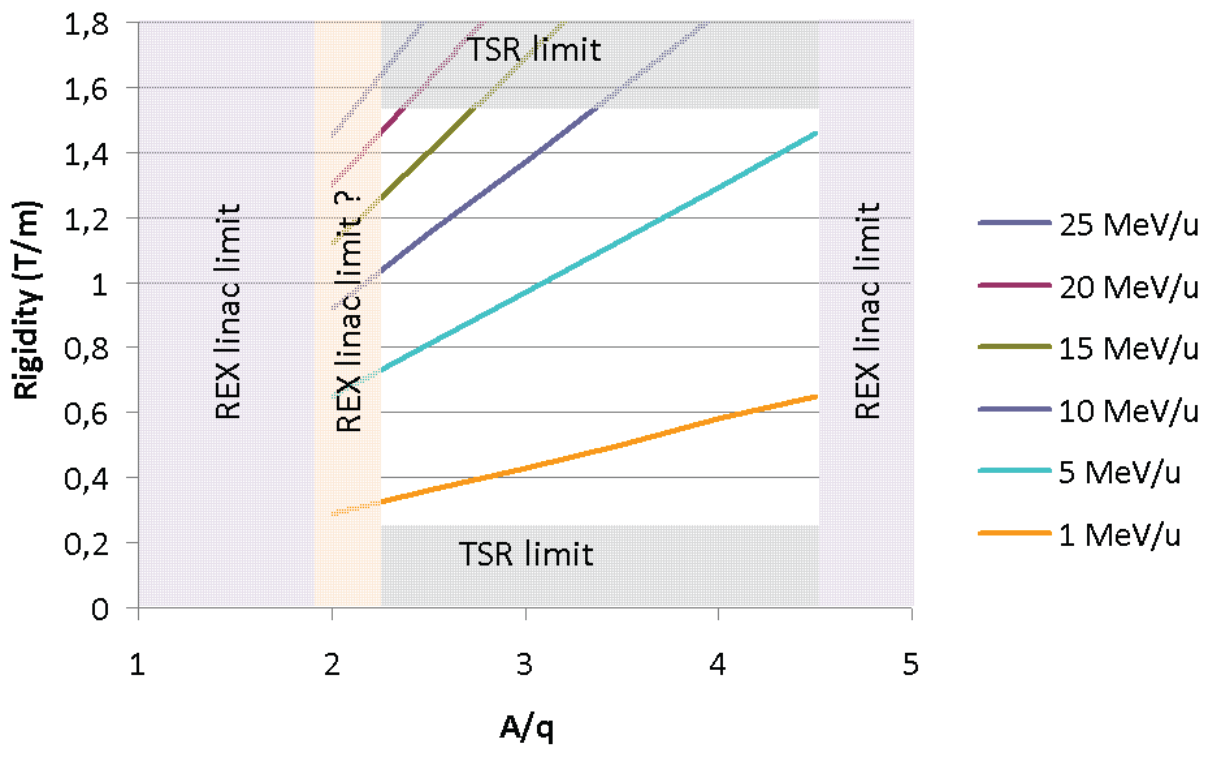 1,8
1,6
1,4
1,2
1
0,8
0,6
0,4
0,2
0
Rigidity (T/m)
1
2
3
4
5
A/q
TSR limit
TSR limit
REX linac limit
REX linac limit ?
REX linac limit
25 MeV/u
20 MeV/u
15 MeV/u
10 MeV/u
5 MeV/u
1 MeV/u